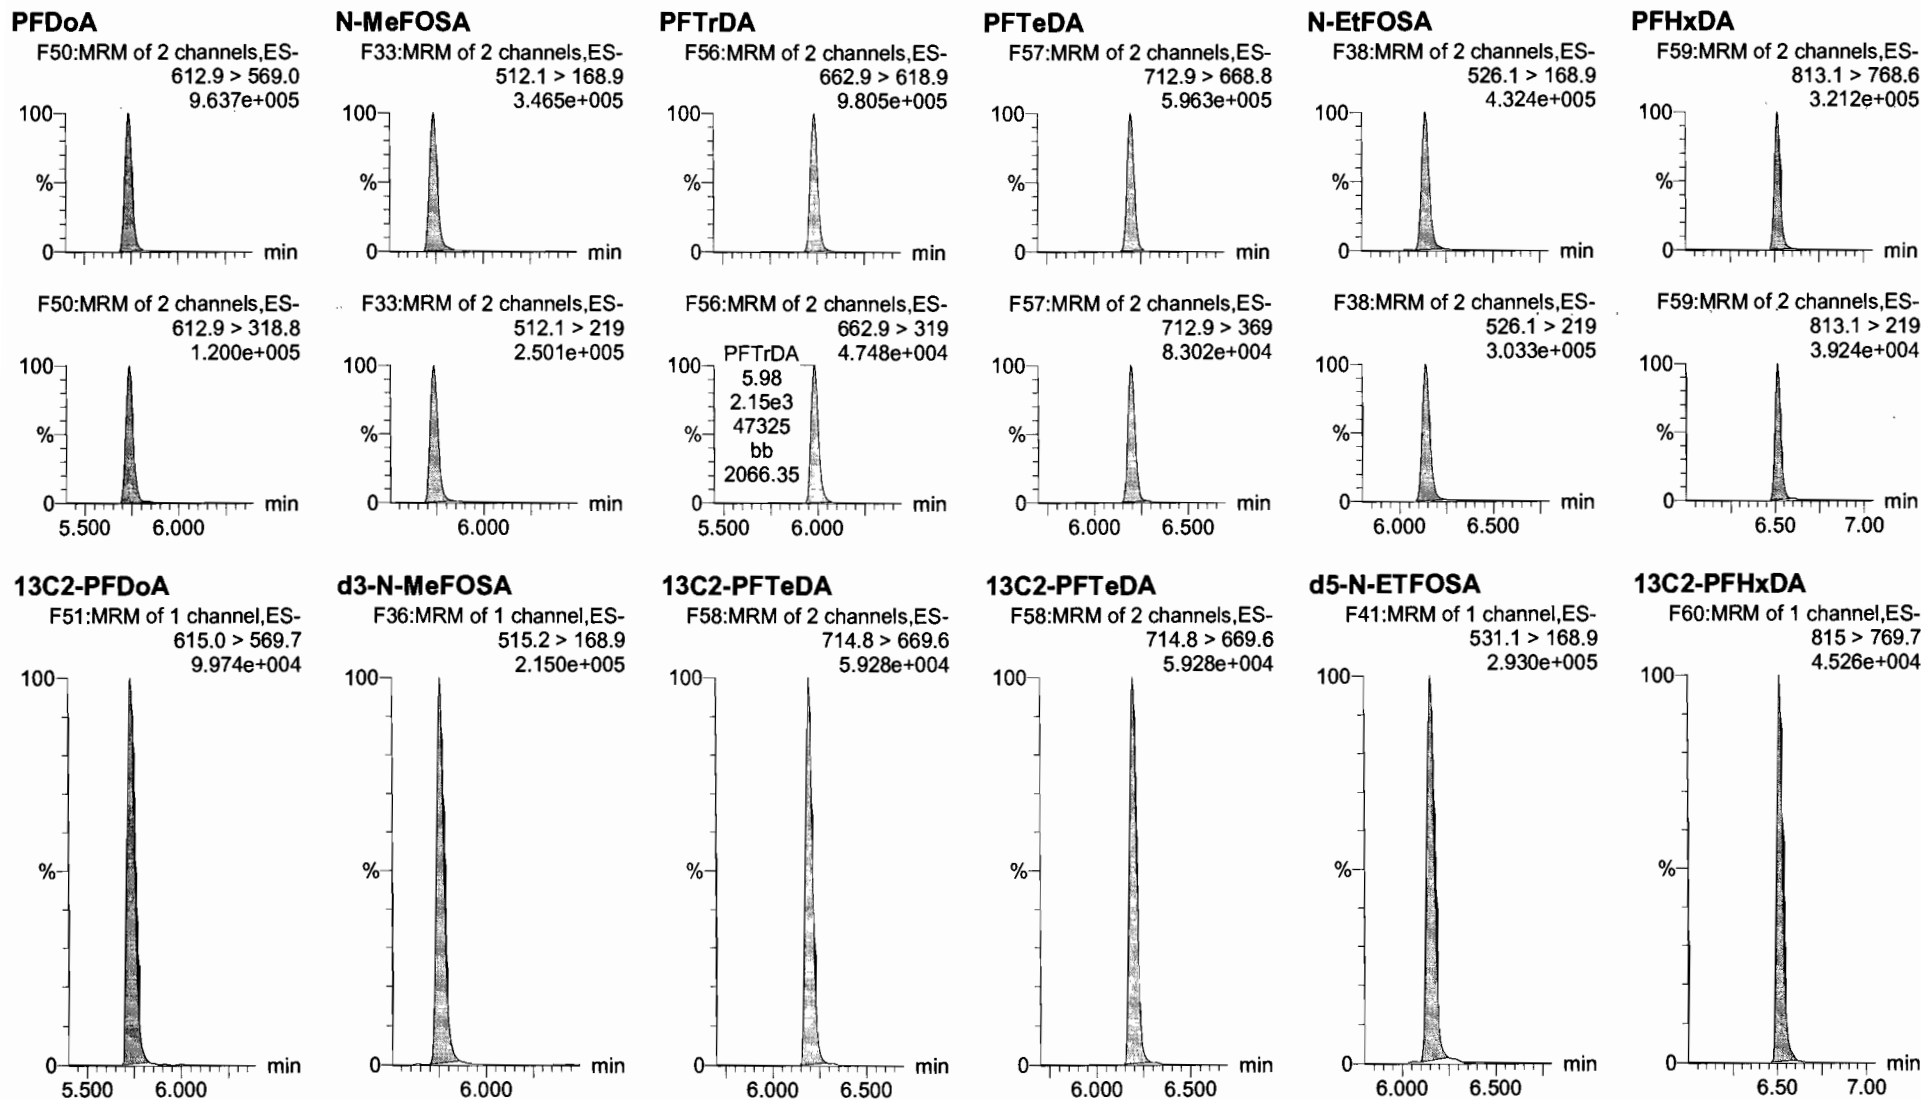 PFDoA
F50:MRM of 2 channels,ES-
612.9 > 569.0
9.637e+005
100
%
0
min
F50:MRM of 2 channels,ES-
612.9 > 318.8
1.200e+005
100
%
0
min
5.500 6.000
N-MeFOSA
F33:MRM of 2 channels,ES-
512.1 > 168.9
3.465e+005
100
%
0
min
F33:MRM of 2 channels,ES-
512.1 > 219
2.501e+005
100
%
0
min
6.000
PFTrDA
F56:MRM of 2 channels,ES-
662.9 > 618.9
9.805e+005
100
%
0
min
F56:MRM of 2 channels,ES-
662.9 > 319
4.748e+004
100
PFTrDA
5.98
2.15e3
47325
bb
2066.35
%
0
min
5.500 6.000
PFTeDA
F57:MRM of 2 channels,ES-
712.9 > 668.8
5.963e+005
100
%
0
min
F57:MRM of 2 channels,ES-
712.9 > 369
8.302e+004
100
%
0
min
6.000 6.500
N-EtFOSA
F38:MRM of 2 channels,ES-
526.1 > 168.9
4.324e+005
100
%
0
min
F38:MRM of 2 channels,ES-
526.1 > 219
3.033e+005
100
%
0
min
6.000 6.500
PFHxDA
F59:MRM of 2 channels,ES-
813.1 > 768.6
3.212e+005
100
%
0
min
F59:MRM of 2 channels,ES-
813.1 > 219
3.924e+004
100
%
0
min
6.50 7.00
13C2-PFDoA
F51:MRM of 1 channel,ES-
615.0 > 569.7
9.974e+004
100
%
0
min
5.500 6.000
d3-N-MeFOSA
F36:MRM of 1 channel,ES-
515.2 > 168.9
2.150e+005
100
%
0
min
6.000
13C2-PFTeDA
F58:MRM of 2 channels,ES-
714.8 > 669.6
5.928e+004
100
%
0
min
6.000 6.500
13C2-PFTeDA
F58:MRM of 2 channels,ES-
714.8 > 669.6
5.928e+004
100
%
0
min
6.000 6.500
d5-N-ETFOSA
F41:MRM of 1 channel,ES-
531.1 > 168.9
2.930e+005
100
%
0
min
6.000 6.500
13C2-PFHxDA
F60:MRM of 1 channel,ES-
815 > 769.7
4.526e+004
100
%
0
min
6.50 7.00